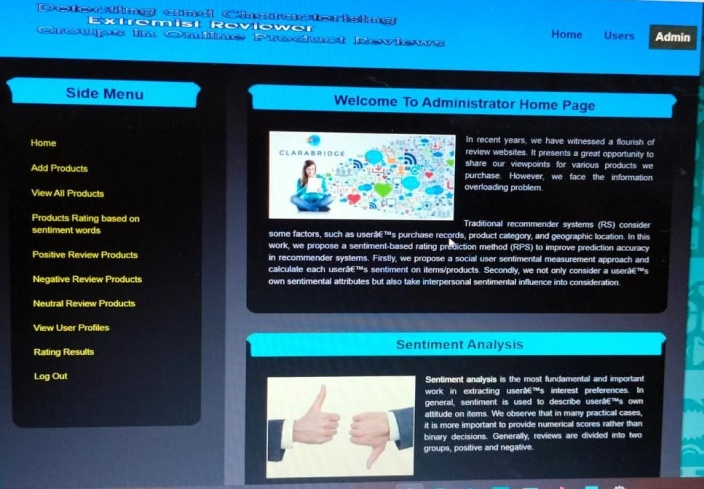 Detecting and Characterising
Extremist Reviewer
Groups in Online Product Reviews
Home Users Admin
Side Menu
Home
Add Products
View All Products
Products Rating based on
sentiment words
Positive Review Products
Negative Review Products
Neutral Review Products
View User Profiles
Rating Results
Log Out
Welcome To Administrator Home Page
CLARABRIDGE
In recent years, we have witnessed a flourish of
review websites. It presents a great opportunity to
share our viewpoints for various products we
purchase. However, we face the information
overloading problem.
Traditional recommender systems (RS) consider
some factors, such as userâ€™s purchase records, product category, and geographic location. In this
work, we propose a sentiment-based rating prediction method (RPS) to improve prediction accuracy
in recommender systems. Firstly, we propose a social user sentimental measurement approach and
calculate each userâ€™s sentiment on items/products. Secondly, we not only consider a userâ€™s
own sentimental attributes but also take interpersonal sentimental influence into consideration.
Sentiment Analysis
Sentiment analysis is the most fundamental and important
work in extracting userâ€™s interest preferences. In
general, sentiment is used to describe userâ€™s own
attitude on items. We observe that in many practical cases,
it is more important to provide numerical scores rather than
binary decisions. Generally, reviews are divided into two
groups, positive and negative.